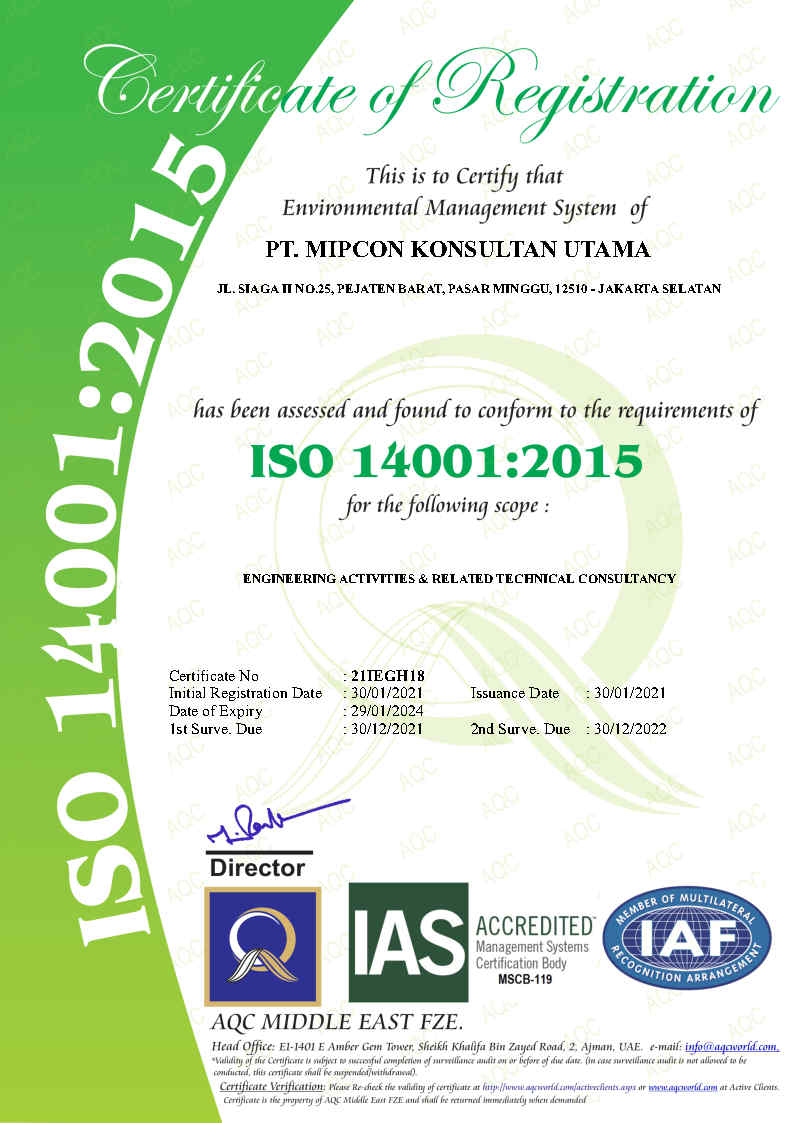 Certificate of Registration
ISO 14001:2015
This is to Certify that
Environmental Management System of
PT. MIPCON KONSULTAN UTAMA
JL. SIAGA II NO.25, PEJATEN BARAT, PASAR MINGGU, 12510 - JAKARTA SELATAN
has been assessed and found to conform to the requirements of
ISO 14001:2015
for the following scope :
ENGINEERING ACTIVITIES & RELATED TECHNICAL CONSULTANCY
Certificate No : 21IEGH18
Initial Registration Date : 30/01/2021 Issuance Date : 30/01/2021
Date of Expiry : 29/01/2024
1st Surve. Due : 30/12/2021 2nd Surve. Due : 30/12/2022
Director
IAS ACCREDITED™
Management Systems
Certification Body
MSCB-119
MEMBER OF MULTILATERAL
IAF
RECOGNITION ARRANGEMENT
AQC MIDDLE EAST FZE.
Head Office: E1-1401 E Amber Gem Tower, Sheikh Khalifa Bin Zayed Road, 2, Ajman, UAE. e-mail: info@aqcworld.com,
*Validity of the Certificate is subject to successful completion of surveillance audit on or before of due date. (in case surveillance audit is not allowed to be
conducted, this certificate shall be suspended/withdrawal).
Certificate Verification: Please Re-check the validity of certificate at http://www.aqcworld.com/activeclients.aspx or www.aqcworld.com at Active Clients.
Certificate is the property of AQC Middle East FZE and shall be returned immediately when demanded